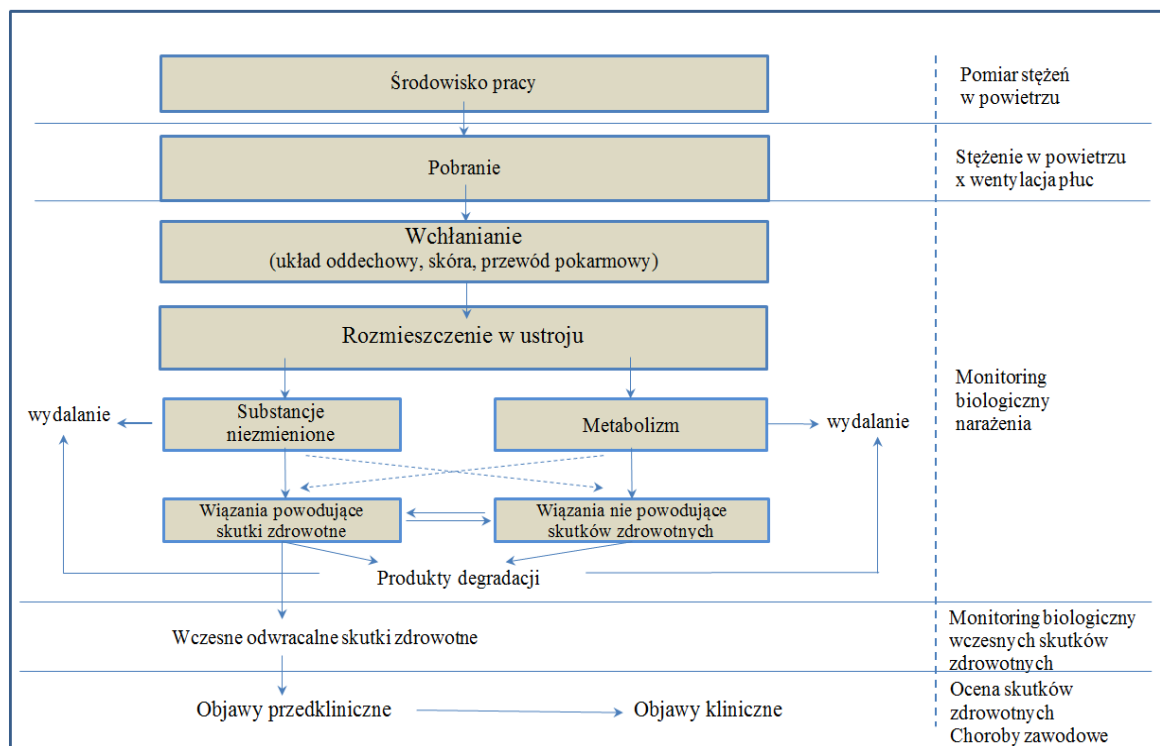 Środowisko pracy
Pomiar stężeń
w powietrzu
Pobranie
Stężenie w powietrzu
x wentylacja płuc
Wchłanianie
(układ oddechowy, skóra, przewód pokarmowy)
Rozmieszczenie w ustroju
Monitoring
biologiczny
narażenia
wydalanie
Substancje
niezmienione
Metabolizm
wydalanie
Wiązania powodujące
skutki zdrowotne
Wiązania nie powodujące
skutków zdrowotnych
Produkty degradacji
Wczesne odwracalne skutki zdrowotne
Monitoring biologiczny
wczesnych skutków
zdrowotnych
Objawy przedkliniczne
Objawy kliniczne
Ocena skutków
zdrowotnych
Choroby zawodowe